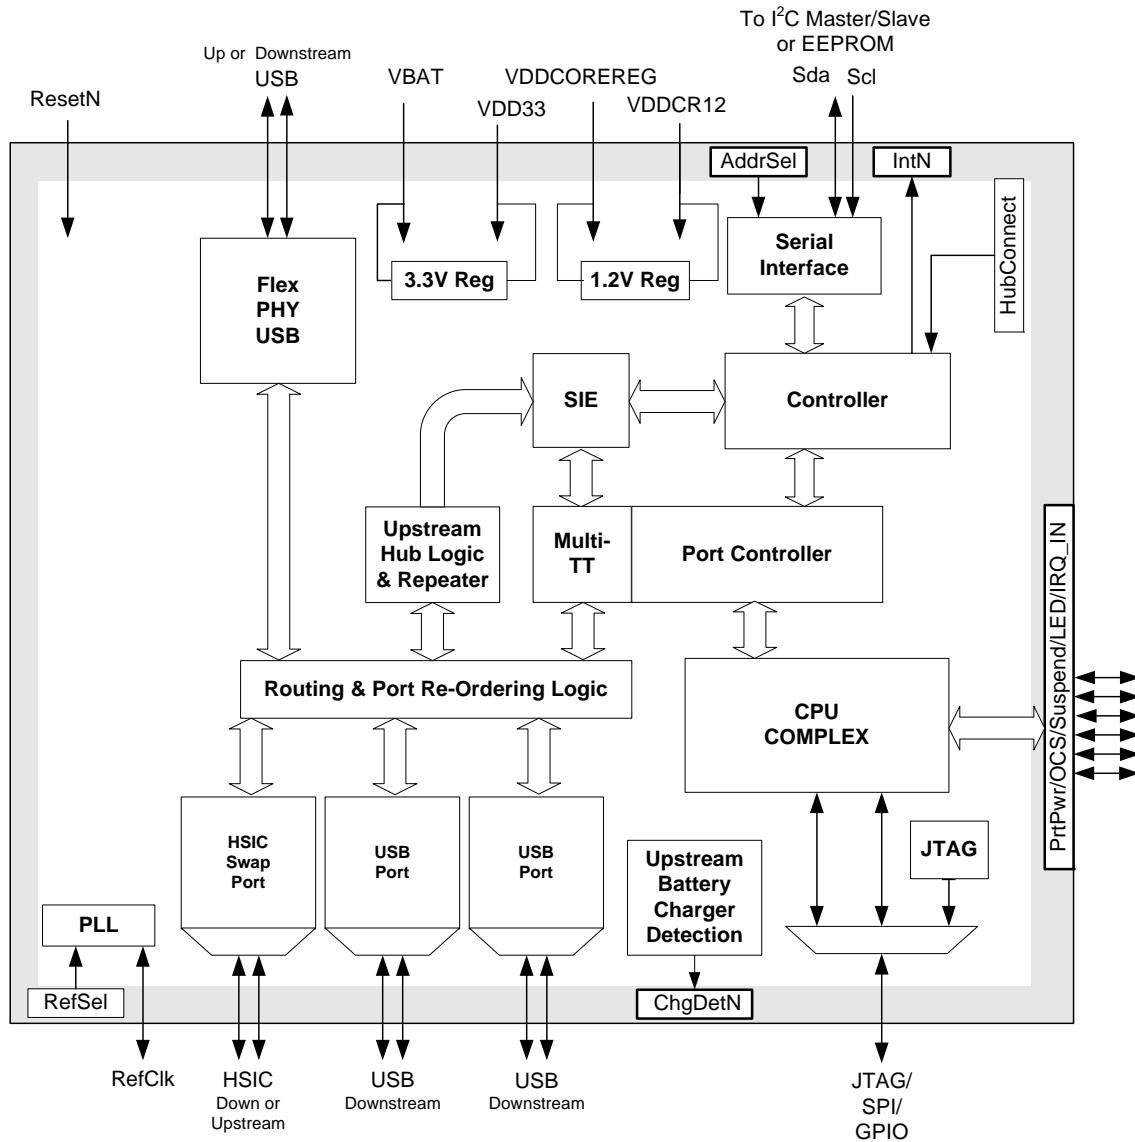 To I2C Master/Slave
or EEPROM
Up or Downstream
USB
VBAT
VDDCOREREG
Sda
Scl
ResetN
VDD33
VDDCR12
AddrSel
IntN
HubConnect
Serial
Interface
Flex
PHY
USB
3.3V Reg
1.2V Reg
SIE
Controller
Upstream
Hub Logic
& Repeater
Multi-
TT
Port Controller
Routing & Port Re-Ordering Logic
CPU
COMPLEX
PrtPwr/OCS/Suspend/LED/IRQ_IN
HSIC
Swap
Port
USB
Port
USB
Port
Upstream
Battery
Charger
Detection
JTAG
PLL
RefSel
ChgDetN
RefClk
HSIC
Down or
Upstream
USB
Downstream
USB
Downstream
JTAG/
SPI/
GPIO